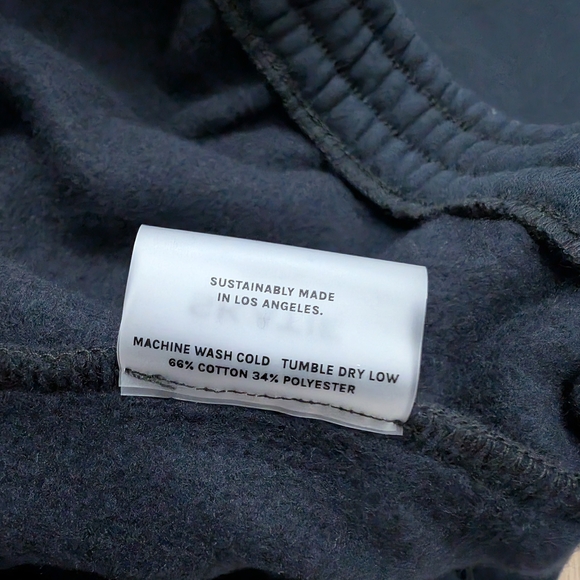 SUSTAINABLY MADE
IN LOS ANGELES.
MACHINE WASH COLD TUMBLE DRY LOW
66% COTTON 34% POLYESTER